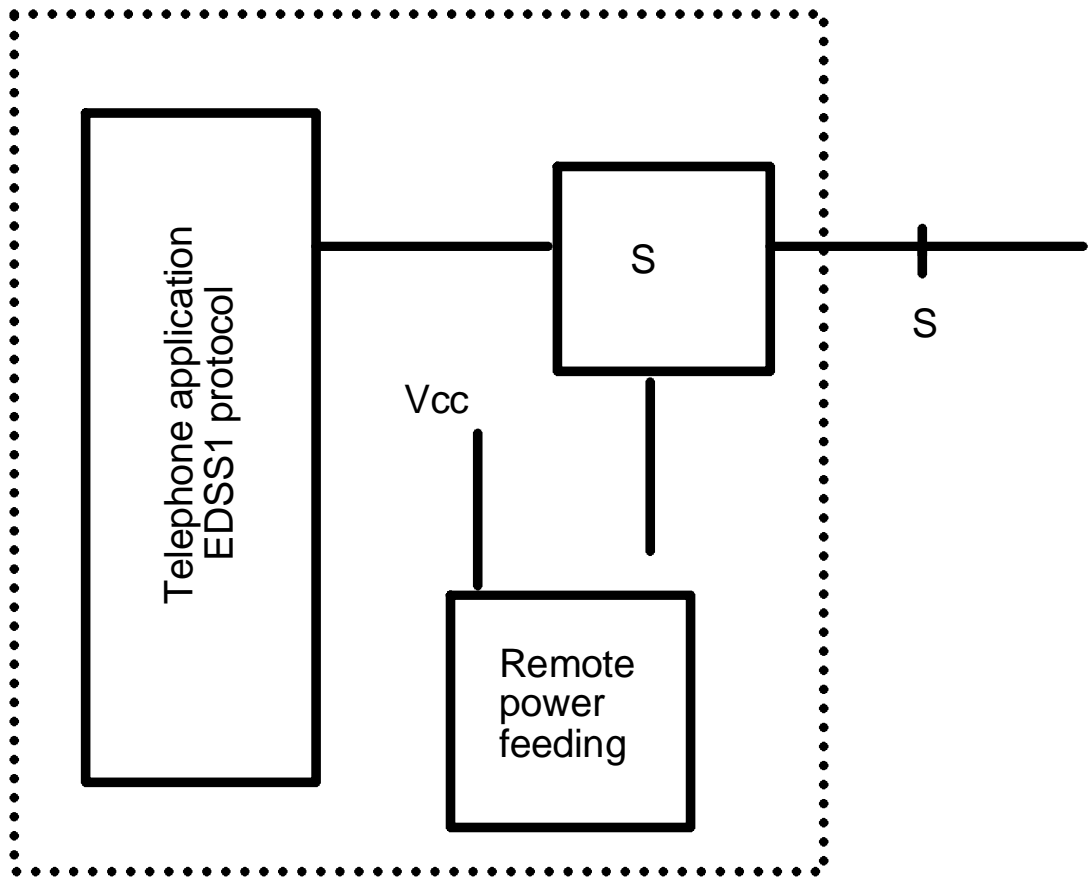 Telephone application
EDSS1 protocol
S
S
Vcc
Remote
power
feeding